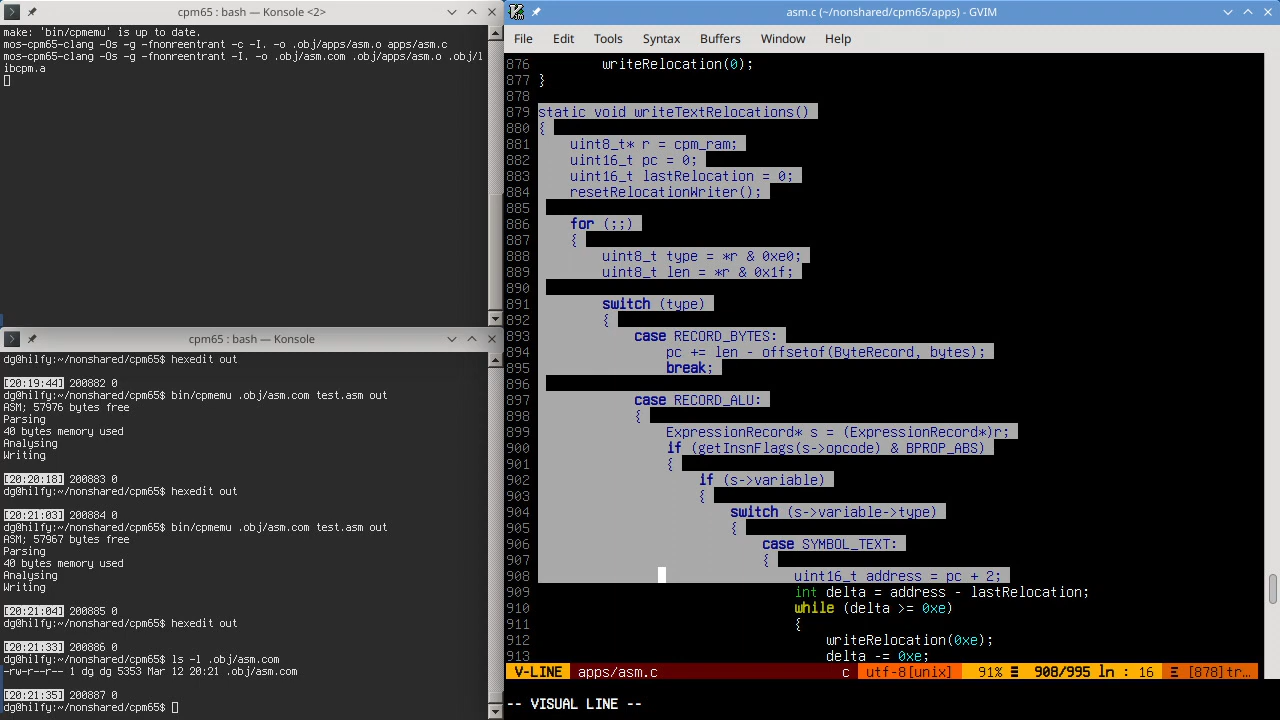 cpm65 : bash — Konsole <2>
make: 'bin/cpmemu' is up to date.
mos-cpm65-clang -Os -g -fnonreentrant -c -I. -o .obj/apps/asm.o apps/asm.c
mos-cpm65-clang -Os -g -fnonreentrant -I. -o .obj/asm.com .obj/apps/asm.o .obj/l
ibcpm.a
cpm65 : bash — Konsole
dg@hilfy:~/nonshared/cpm65$ hexedit out
[20:19:44] 200882 0
dg@hilfy:~/nonshared/cpm65$ bin/cpmemu .obj/asm.com test.asm out
ASM; 57976 bytes free
Parsing
40 bytes memory used
Analysing
Writing
[20:20:18] 200883 0
dg@hilfy:~/nonshared/cpm65$ hexedit out
[20:21:03] 200884 0
dg@hilfy:~/nonshared/cpm65$ bin/cpmemu .obj/asm.com test.asm out
ASM; 57967 bytes free
Parsing
40 bytes memory used
Analysing
Writing
[20:21:04] 200885 0
dg@hilfy:~/nonshared/cpm65$ hexedit out
[20:21:33] 200886 0
dg@hilfy:~/nonshared/cpm65$ ls -l .obj/asm.com
-rw-r--r-- 1 dg dg 5353 Mar 12 20:21 .obj/asm.com
[20:21:35] 200887 0
dg@hilfy:~/nonshared/cpm65$
asm.c (~/nonshared/cpm65/apps) - GVIM
File Edit Tools Syntax Buffers Window Help
876 writeRelocation(0);
877 }
878
879 static void writeTextRelocations()
880 {
881 uint8_t* r = cpm_ram;
882 uint16_t pc = 0;
883 uint16_t lastRelocation = 0;
884 resetRelocationWriter();
885
886 for (;;)
887 {
888 uint8_t type = *r & 0xe0;
889 uint8_t len = *r & 0x1f;
890
891 switch (type)
892 {
893 case RECORD_BYTES:
894 pc += len - offsetof(ByteRecord, bytes);
895 break;
896
897 case RECORD_ALU:
898 {
899 ExpressionRecord* s = (ExpressionRecord*)r;
900 if (getInsnFlags(s->opcode) & BPROP_ABS)
901 {
902 if (s->variable)
903 {
904 switch (s->variable->type)
905 {
906 case SYMBOL_TEXT:
907 {
908 uint16_t address = pc + 2;
909 int delta = address - lastRelocation;
910 while (delta >= 0xe)
911 {
912 writeRelocation(0xe);
913 delta -= 0xe;
V-LINE apps/asm.c c utf-8[unix] 91% ≡ 908/995 ln : 16 Ξ [878]tr…
-- VISUAL LINE --